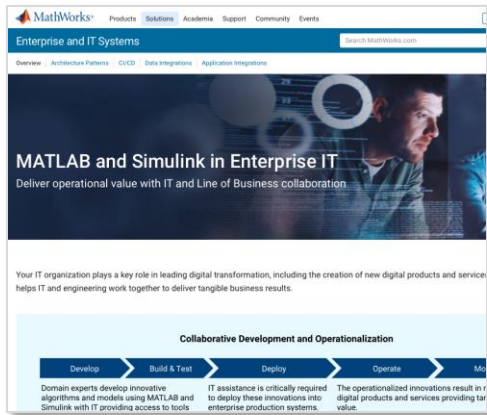 MathWorks®
Products Solutions Academia Support Community Events
Enterprise and IT Systems
Search MathWorks.com
Overview Architecture Patterns CI/CD Data Integrations Application Integrations
MATLAB and Simulink in Enterprise IT
Deliver operational value with IT and Line of Business collaboration
Your IT organization plays a key role in leading digital transformation, including the creation of new digital products and service
helps IT and engineering work together to deliver tangible business results.
Collaborative Development and Operationalization
Develop Build & Test Deploy Operate Mo
Domain experts develop innovative
algorithms and models using MATLAB and
Simulink with IT providing access to tools
IT assistance is critically required
to deploy these innovations into
enterprise production systems.
The operationalized innovations result in
digital products and services providing tar
value.